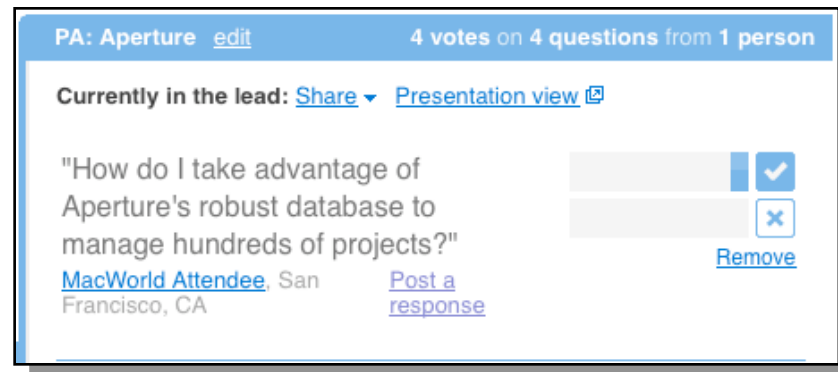 PA: Aperture edit 4 votes on 4 questions from 1 person
Currently in the lead: Share Presentation view
"How do I take advantage of
Aperture's robust database to
manage hundreds of projects?"
Remove
MacWorld Attendee, San Post a
Francisco, CA response